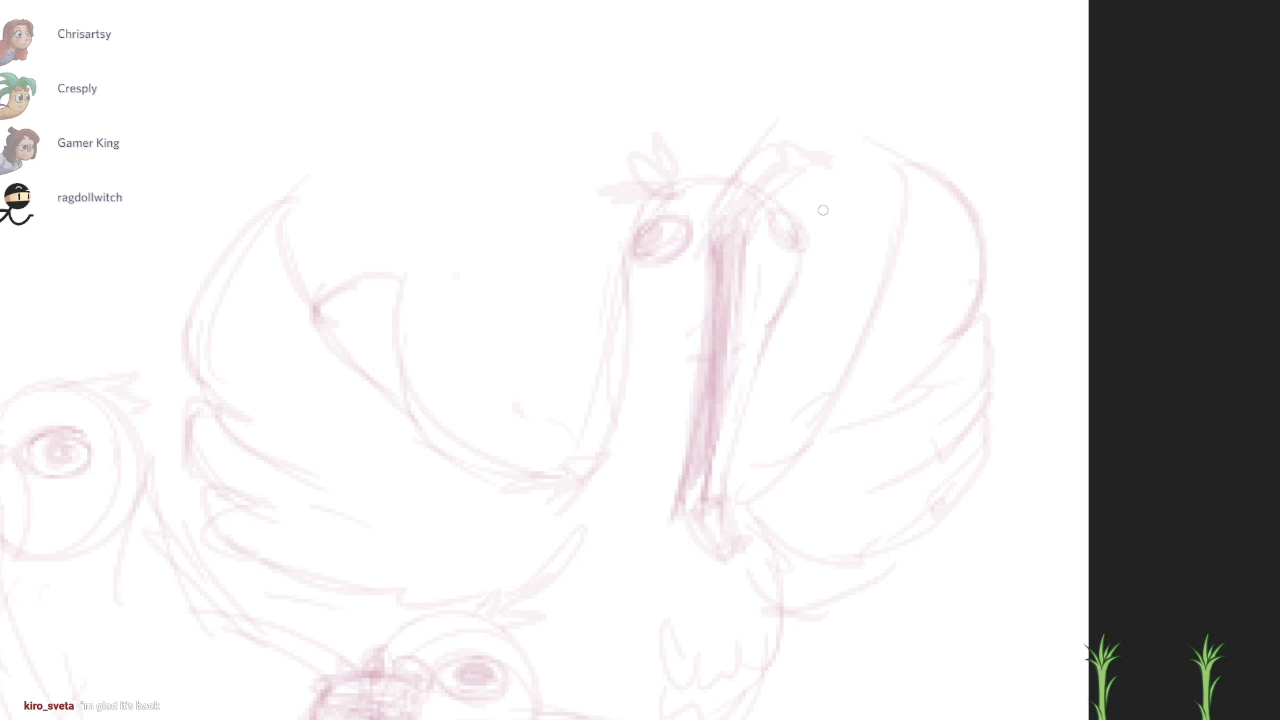 Chrisartsy
Cresply
Gamer King
ragdollwitch
kiro_sveta i'm glad it's back